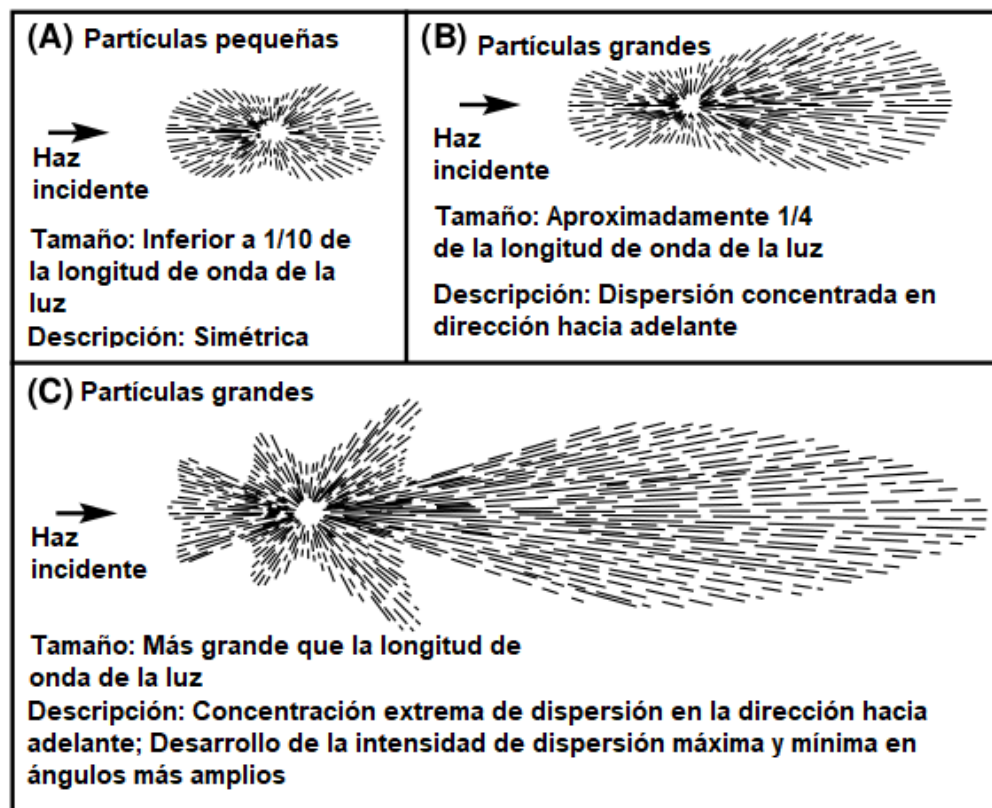 (A) Partículas pequeñas
Haz
incidente
Tamaño: Inferior a 1/10 de
la longitud de onda de la
luz
Descripción: Simétrica
(B) Partículas grandes
Haz
incidente
Tamaño: Aproximadamente 1/4
de la longitud de onda de la luz
Descripción: Dispersión concentrada en
dirección hacia adelante
(C) Partículas grandes
Haz
incidente
Tamaño: Más grande que la longitud de
onda de la luz
Descripción: Concentración extrema de dispersión en la dirección hacia
adelante; Desarrollo de la intensidad de dispersión máxima y mínima en
ángulos más amplios